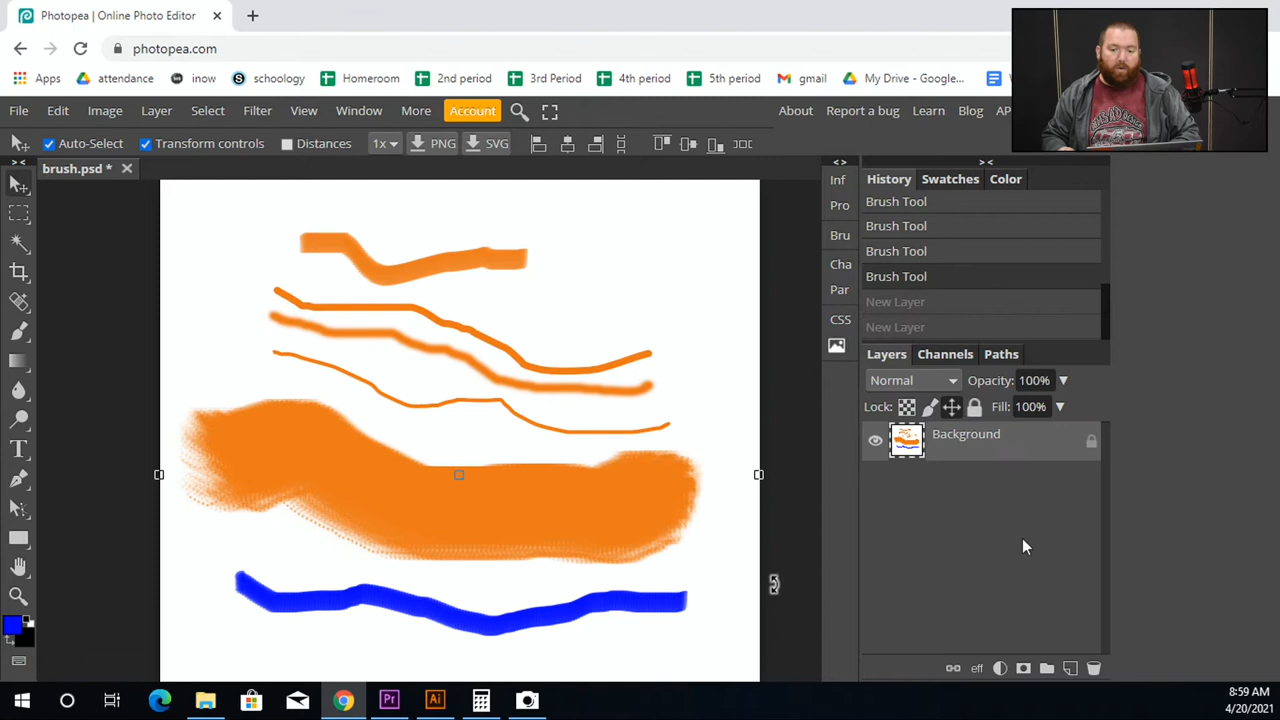 Photopea | Online Photo Editor
photopea.com
Apps attendance inow schoology Homeroom 2nd period 3rd Period 4th period 5th period gmail My Drive - Google...
File Edit Image Layer Select Filter View Window More Account About Report a bug Learn Blog
Auto-Select Transform controls Distances 1x PNG SVG
brush.psd *
Inf
Pro
Bru
Cha
Par
CSS
History Swatches Color
Brush Tool
Brush Tool
Brush Tool
Brush Tool
New Layer
New Layer
Layers Channels Paths
Normal Opacity: 100%
Lock: Fill: 100%
Background
eff
Pr Ai
8:59 AM
4/20/2021